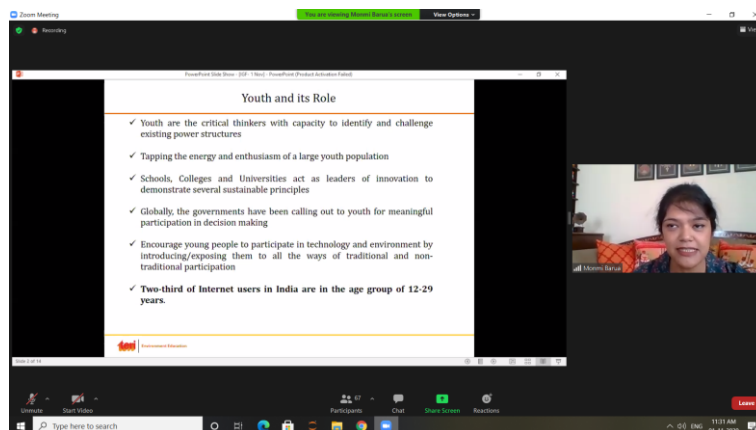 Zoom Meeting
You are viewing Monmi Barua's screen
View Options
Recording
PowerPoint Slide Show - [IGF- 1 Nov] - PowerPoint (Product Activation Failed)
Youth and its Role
✓ Youth are the critical thinkers with capacity to identify and challenge
existing power structures
✓ Tapping the energy and enthusiasm of a large youth population
✓ Schools, Colleges and Universities act as leaders of innovation to
demonstrate several sustainable principles
✓ Globally, the governments have been calling out to youth for meaningful
participation in decision making
✓ Encourage young people to participate in technology and environment by
introducing/exposing them to all the ways of traditional and non-
traditional participation
✓ Two-third of Internet users in India are in the age group of 12-29
years.
teri
Environment Education
Slide 2 of 14
Monmi Barua
67
Unmute
Start Video
Participants
Chat
Share Screen
Reactions
Leave
Type here to search
ENG
11:31 AM